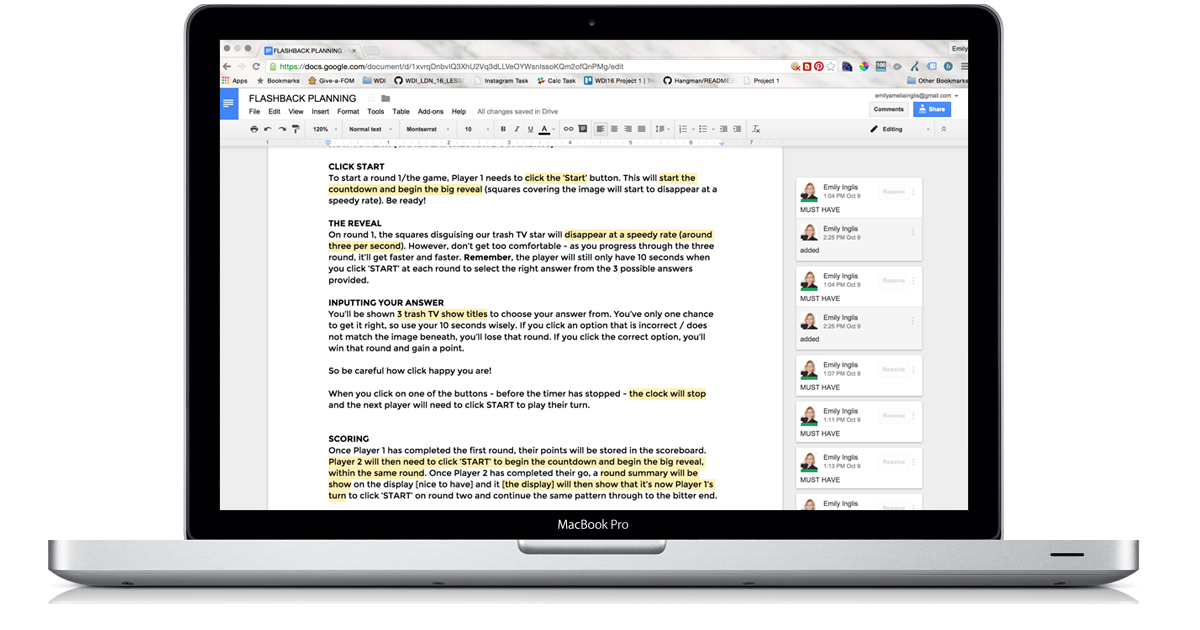 FLASHBACK PLANNING
Emily
https://docs.google.com/document/d/1xvrqDnbvIQ3XhU2Vq3dLLVeOYWsnIssoKQm2ofQnPMg/edit
Apps Bookmarks Give-a-FOM WDI WDI_LDN_16_LESS Instagram Task Calc Task WDI16 Project 1 | Tr Hangman/README Project 1 Other Bookmarks
FLASHBACK PLANNING
emilyameliainglis@gmail.com
File Edit View Insert Format Tools Table Add-ons Help All changes saved in Drive
Comments Share
120% Normal text Montserrat 10 B I U A Editing
1 1 2 3 4 5 6 7
CLICK START
To start a round 1/the game, Player 1 needs to click the 'Start' button. This will start the
countdown and begin the big reveal (squares covering the image will start to disappear at a
speedy rate). Be ready!
THE REVEAL
On round 1, the squares disguising our trash TV star will disappear at a speedy rate (around
three per second). However, don't get too comfortable - as you progress through the three
round, it'll get faster and faster. Remember, the player will still only have 10 seconds when
you click 'START' at each round to select the right answer from the 3 possible answers
provided.
INPUTTING YOUR ANSWER
You'll be shown 3 trash TV show titles to choose your answer from. You've only one chance
to get it right, so use your 10 seconds wisely. If you click an option that is incorrect / does
not match the image beneath, you'll lose that round. If you click the correct option, you'll
win that round and gain a point.
So be careful how click happy you are!
When you click on one of the buttons - before the timer has stopped - the clock will stop
and the next player will need to click START to play their turn.
SCORING
Once Player 1 has completed the first round, their points will be stored in the scoreboard.
Player 2 will then need to click 'START' to begin the countdown and begin the big reveal,
within the same round. Once Player 2 has completed their go, a round summary will be
show on the display [nice to have] and it [the display] will then show that it's now Player 1's
turn to click 'START' on round two and continue the same pattern through to the bitter end.
Emily Inglis
1:04 PM Oct 9
Resolve
MUST HAVE
Emily Inglis
2:25 PM Oct 9
added
Emily Inglis
1:04 PM Oct 9
Resolve
MUST HAVE
Emily Inglis
2:25 PM Oct 9
added
Emily Inglis
1:07 PM Oct 9
Resolve
MUST HAVE
Emily Inglis
1:11 PM Oct 9
Resolve
MUST HAVE
Emily Inglis
1:13 PM Oct 9
Resolve
MUST HAVE
Emily Inglis
Resolve
MacBook Pro